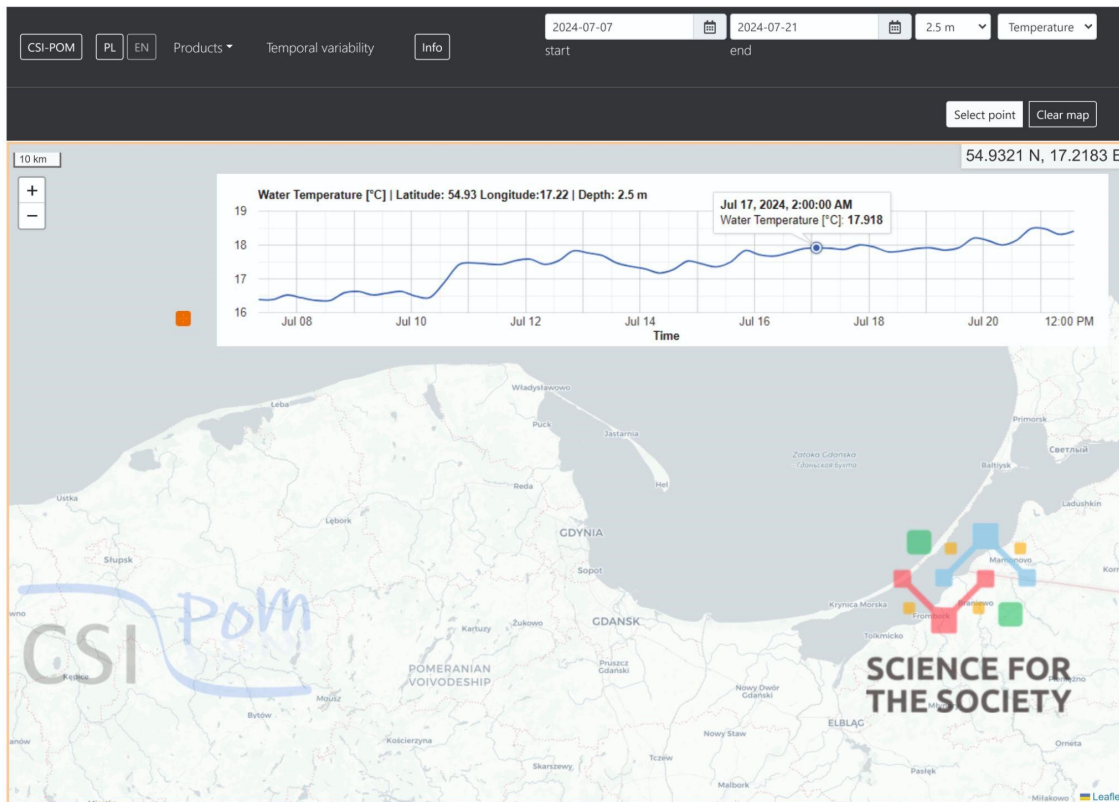 2024-07-07
2024-07-21
2.5 m
Temperature
CSI-POM
PL
EN
Products
Temporal variability
Info
start
end
Select point
Clear map
10 km
54.9321 N, 17.2183 E
+
−
Water Temperature [°C] | Latitude: 54.93 Longitude:17.22 | Depth: 2.5 m
Jul 17, 2024, 2:00:00 AM
Water Temperature [°C]: 17.918
19
18
17
16
Jul 08
Jul 10
Jul 12
Jul 14
Jul 16
Jul 18
Jul 20
12:00 PM
Time
Władysławowo
Łeba
Puck
Jastarnia
Primorsk
Светлый
Zatoka Gdańska
Гданьская бухта
Baltiysk
Reda
Hel
Ustka
Ladushkin
Lębork
GDYNIA
Słupsk
Mamonovo
Sopot
Krynica Morska
Braniewo
Frombork
GDANSK
Żukowo
Kartuzy
Tolkmicko
CSI POM
POMERANIAN
VOIVODESHIP
Pruszcz
Gdański
SCIENCE FOR
THE SOCIETY
Kępice
Nowy Dwór
Gdański
Bytów
ELBLĄG
Nowy Staw
Kościerzyna
Orneta
Skarszewy
Tczew
Pasłęk
Malbork
Miłakowo
Leafle